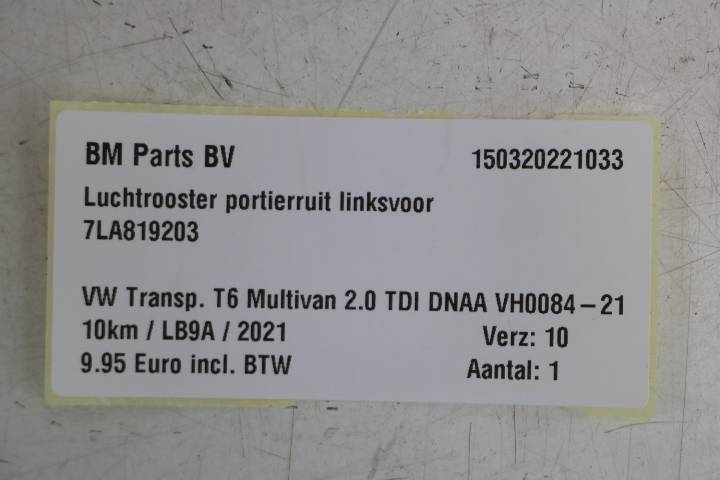 BM Parts BV 150320221033
Luchtrooster portierruit linksvoor
7LA819203
VW Transp. T6 Multivan 2.0 TDI DNAA VH0084-21
10km / LB9A / 2021 Verz: 10
9.95 Euro incl. BTW Aantal: 1